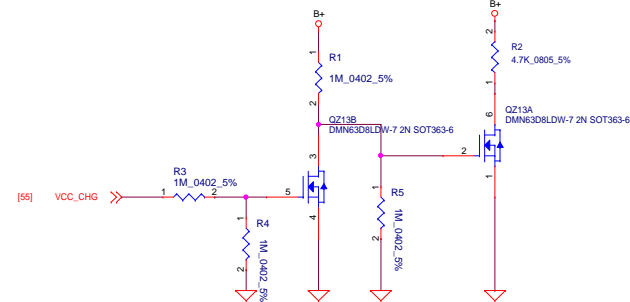 B+
B+
R1
1M_0402_5%
R2
4.7K_0805_5%
1
2
2
1
QZ13B
DMN63D8LDW-7 2N SOT363-6
QZ13A
DMN63D8LDW-7 2N SOT363-6
3
6
2
1
[55]
VCC_CHG
R3
1M_0402_5%
1
2
5
4
R4
1M_0402_5%
1
2
R5
1M_0402_5%
1
2